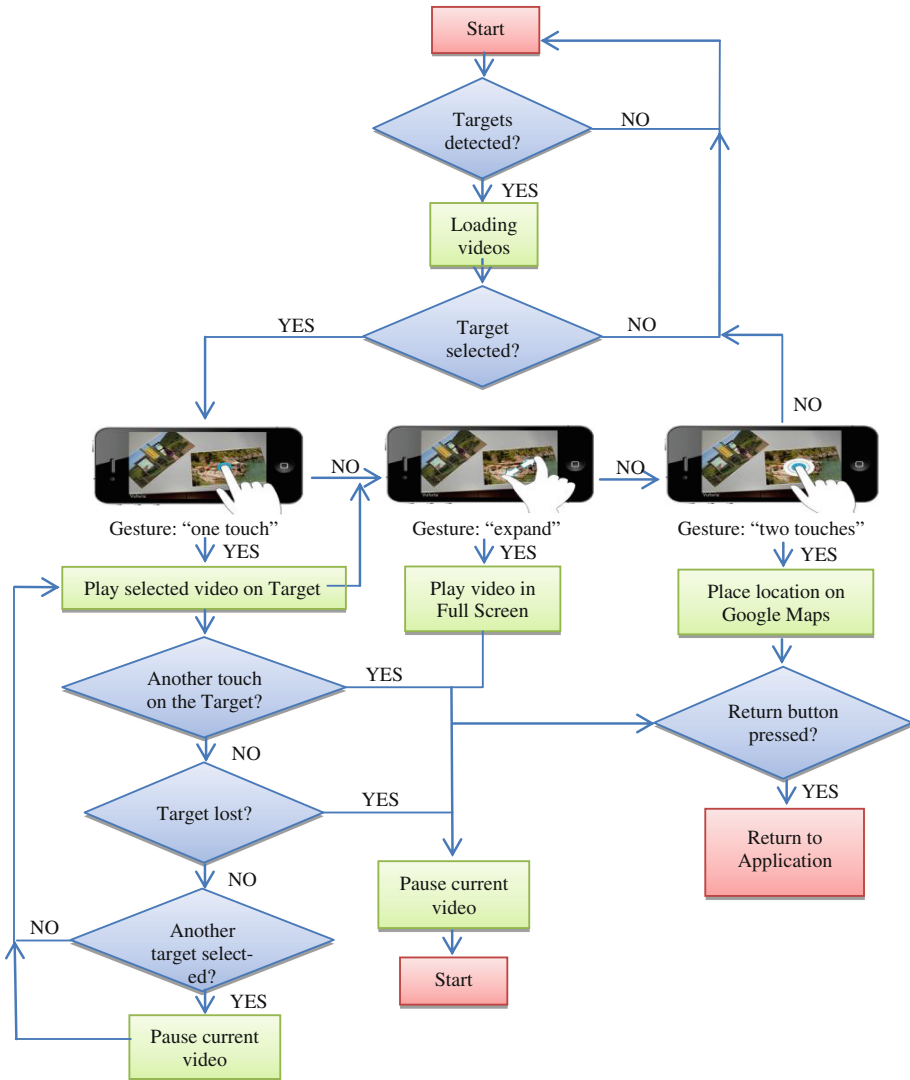 Start
Targets
detected?
NO
YES
Loading
videos
YES
Target
selected?
NO
NO
NO
NO
Gesture: “one touch”
Gesture: “expand”
Gesture: “two touches”
YES
YES
YES
Play selected video on Target
Play video in
Full Screen
Place location on
Google Maps
Another touch
on the Target?
YES
Return button
pressed?
NO
Target lost?
YES
YES
Return to
Application
NO
Pause current
video
NO
Another
target select-
ed?
Start
YES
Pause current
video